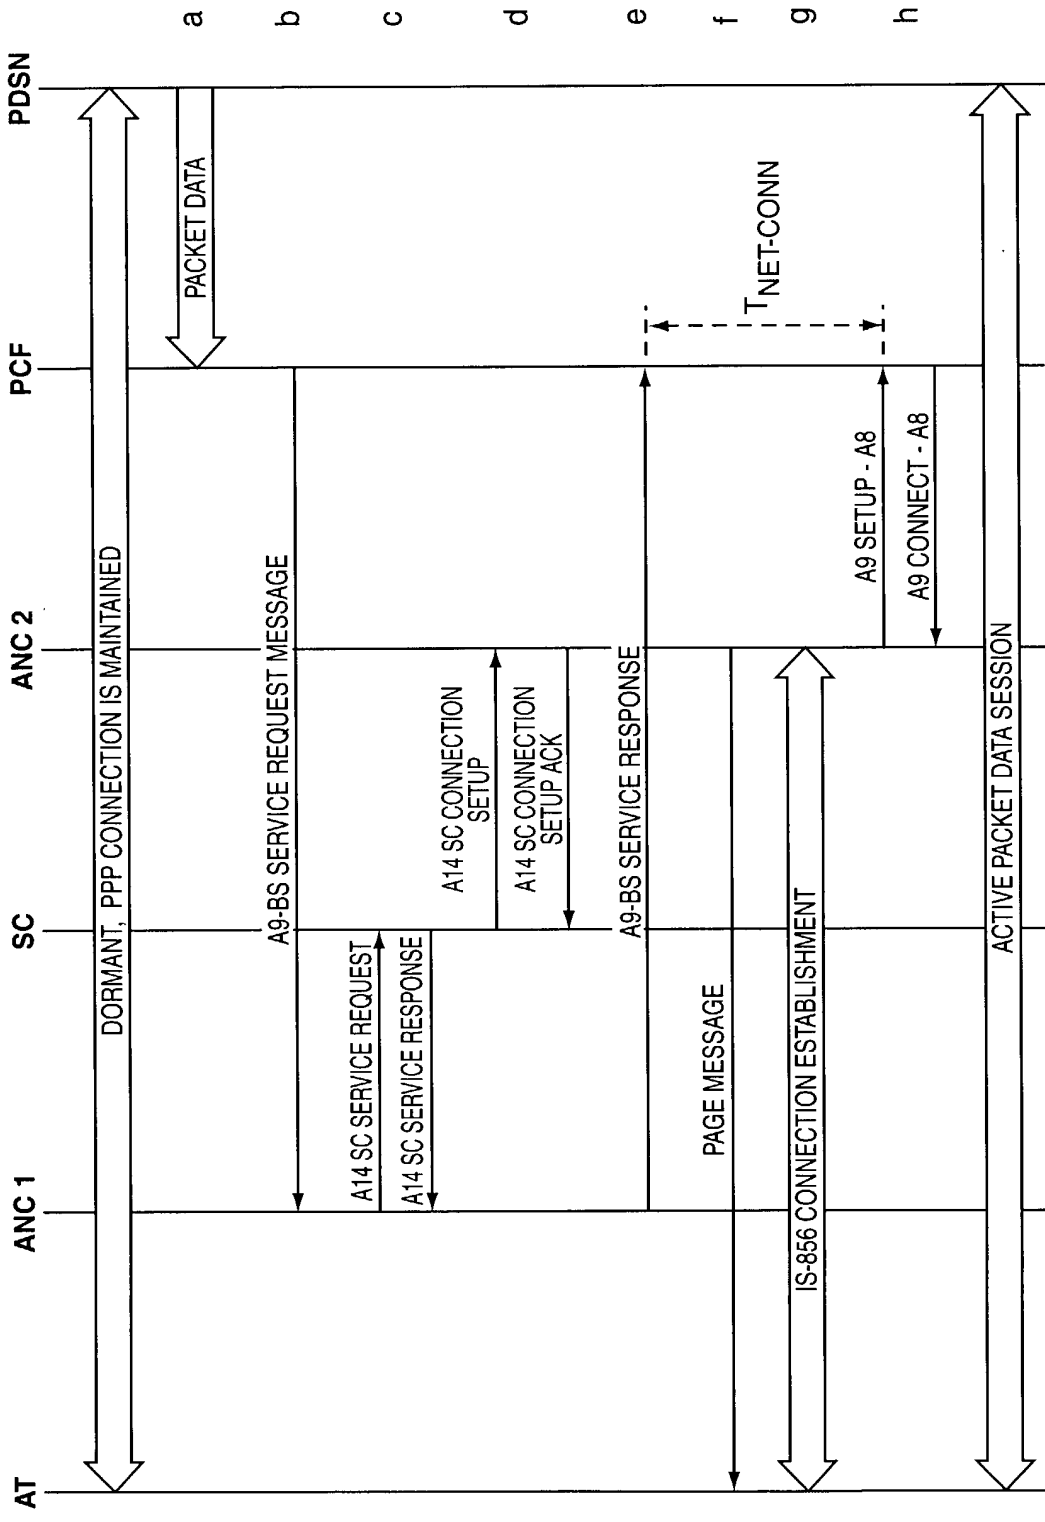 AT
ANC 1
SC
ANC 2
PCF
PDSN
DORMANT, PPP CONNECTION IS MAINTAINED
PACKET DATA
a
A9-BS SERVICE REQUEST MESSAGE
b
A14 SC SERVICE REQUEST
c
A14 SC SERVICE RESPONSE
A14 SC CONNECTION
SETUP
d
A14 SC CONNECTION
SETUP ACK
A9-BS SERVICE RESPONSE
e
PAGE MESSAGE
f
TNET-CONN
IS-856 CONNECTION ESTABLISHMENT
g
A9 SETUP - A8
h
A9 CONNECT - A8
ACTIVE PACKET DATA SESSION